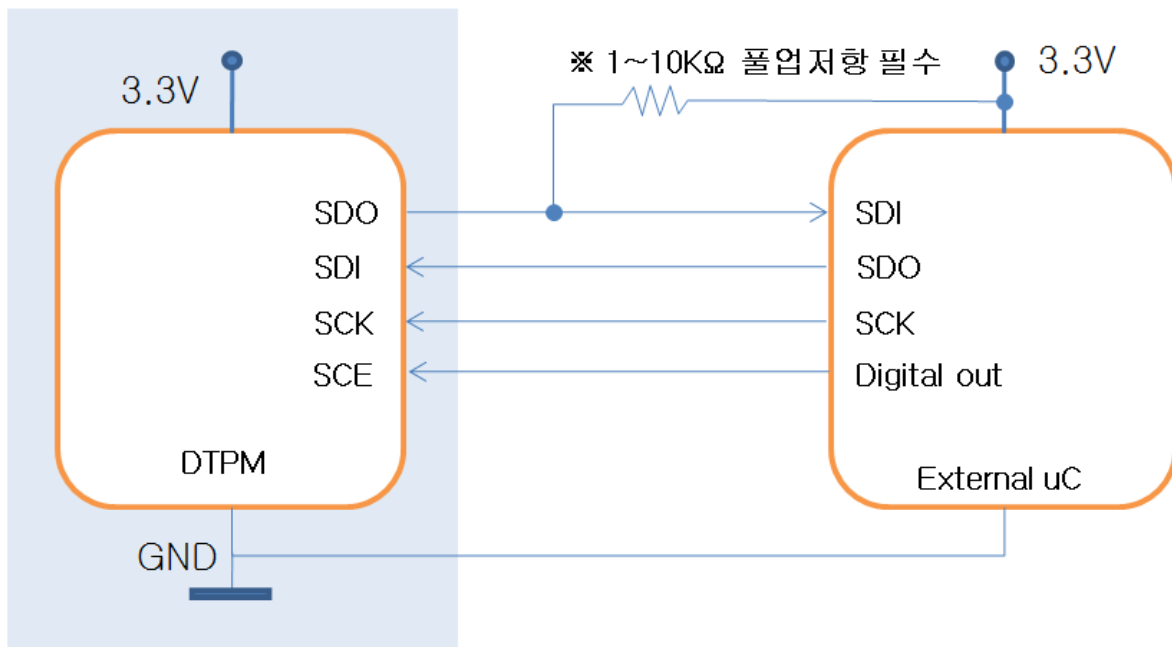 ※ 1~10KΩ 풀업저항 필수
3.3V
3.3V
SDO
SDI
SCK
SCE
DTPM
SDI
SDO
SCK
Digital out
External uC
GND